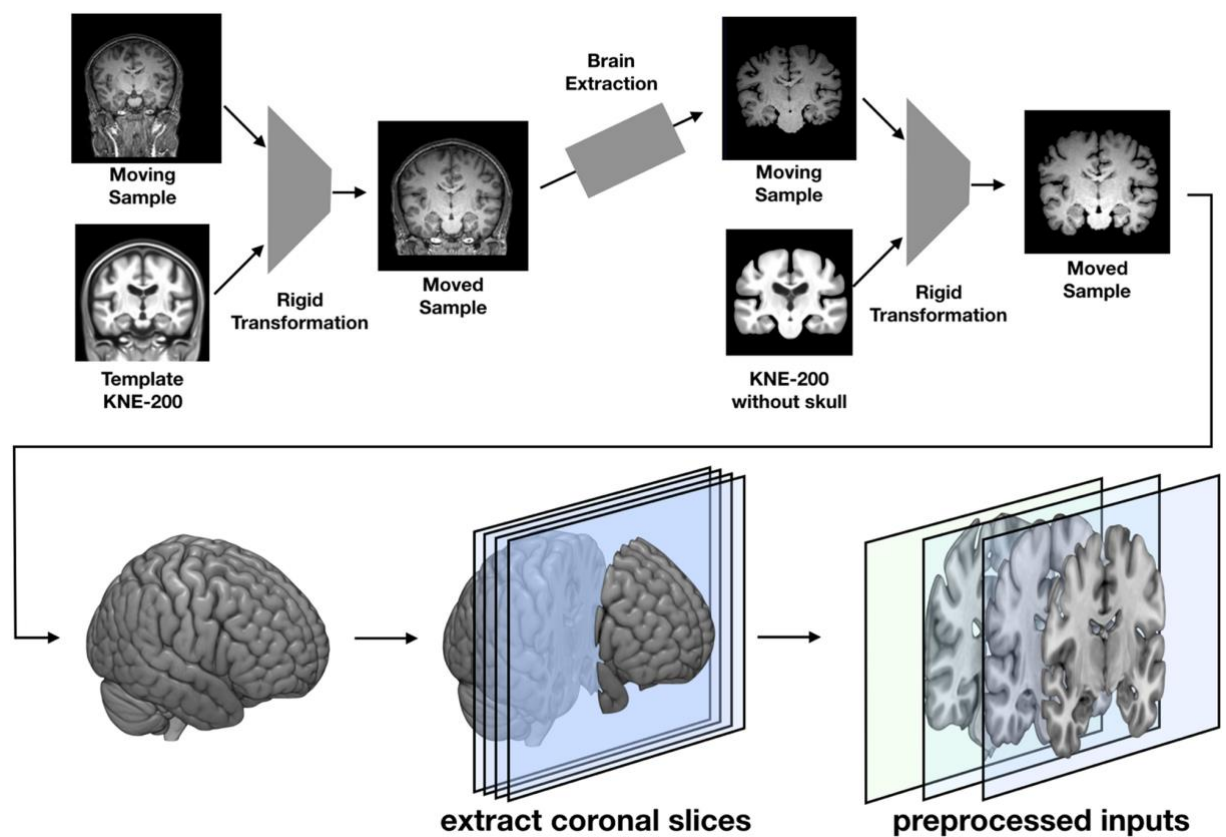 Moving
Sample
Template
KNE-200
Rigid
Transformation
Moved
Sample
Brain
Extraction
Moving
Sample
KNE-200
without skull
Rigid
Transformation
Moved
Sample
extract coronal slices
preprocessed inputs